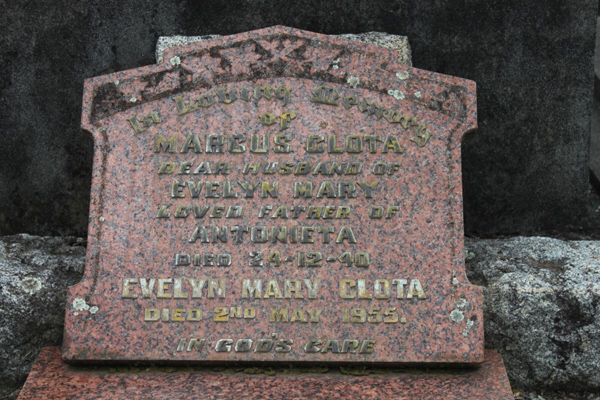 In Loving Memory
OF
MARCUS CLOTA
DEAR HUSBAND OF
EVELYN MARY
LOVED FATHER OF
ANTONIETA
DIED 24-12-40
EVELYN MARY CLOTA
DIED 2ND MAY 1955.
IN GOD'S CARE